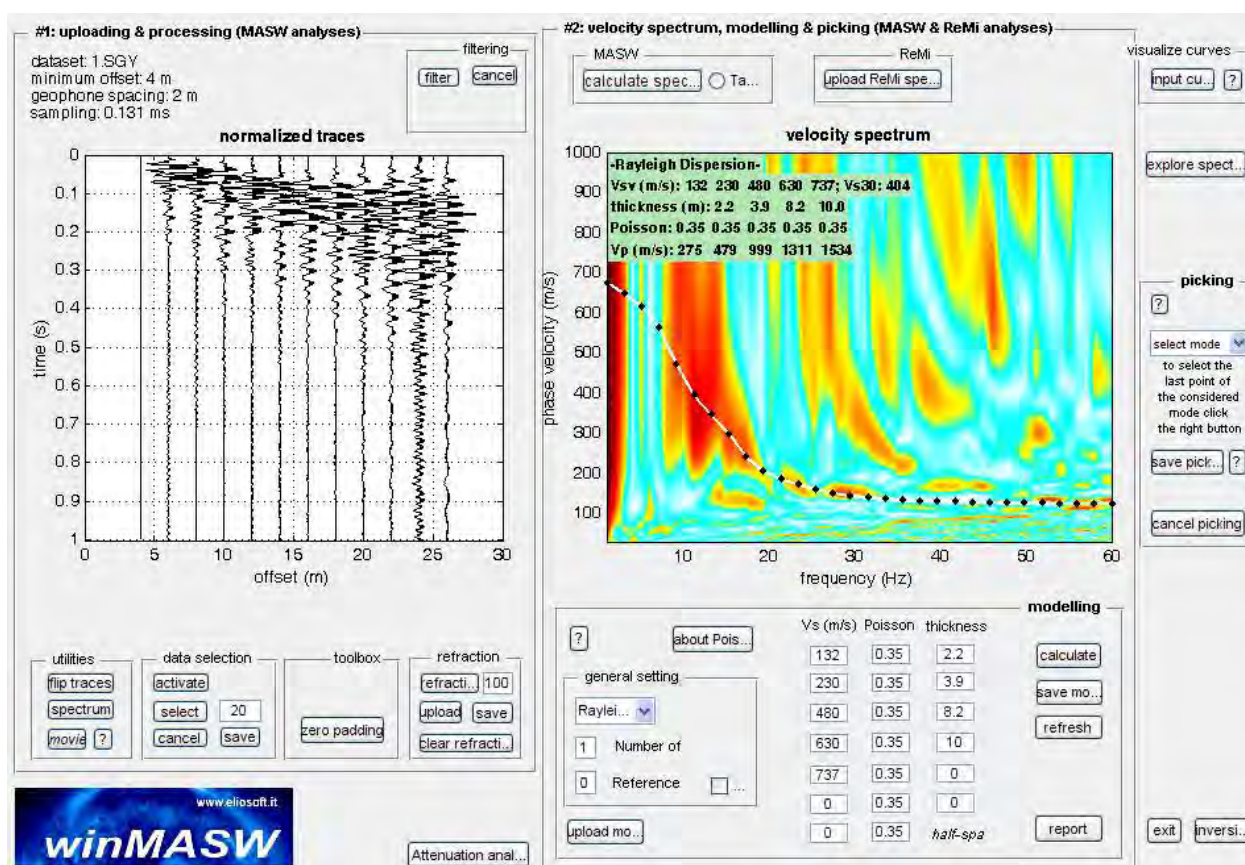 #1: uploading & processing (MASW analyses)
dataset: 1.SGY
minimum offset: 4 m
geophone spacing: 2 m
sampling: 0.131 ms
filtering
filter
cancel
normalized traces
0
0.1
0.2
0.3
0.4
0.5
0.6
0.7
0.8
0.9
1
time (s)
0 5 10 15 20 25 30
offset (m)
utilities
flip traces
spectrum
movie ?
data selection
activate
select 20
cancel save
toolbox
zero padding
refraction
refracti... 100
upload save
clear refracti...
www.eliosoft.it
winMASW
Attenuation anal...
#2: velocity spectrum, modelling & picking (MASW & ReMi analyses)
MASW
calculate spec... Ta...
ReMi
upload ReMi spe...
velocity spectrum
-Rayleigh Dispersion-
Vsv (m/s): 132 230 480 630 737; Vs30: 404
thickness (m): 2.2 3.9 8.2 10.0
Poisson: 0.35 0.35 0.35 0.35 0.35
Vp (m/s): 275 479 999 1311 1534
1000
900
800
700
600
500
400
300
200
100
phase velocity (m/s)
10 20 30 40 50 60
frequency (Hz)
modelling
? about Pois...
general setting
Raylei...
1 Number of
0 Reference ...
upload mo...
Vs (m/s) Poisson thickness
132 0.35 2.2
230 0.35 3.9
480 0.35 8.2
630 0.35 10
737 0.35 0
0 0.35 0
0 0.35 half-spa
calculate
save mo...
refresh
report
visualize curves
input cu... ?
explore spect...
picking
?
select mode
to select the
last point of
the considered
mode click
the right button
save pick... ?
cancel picking
exit inversi...